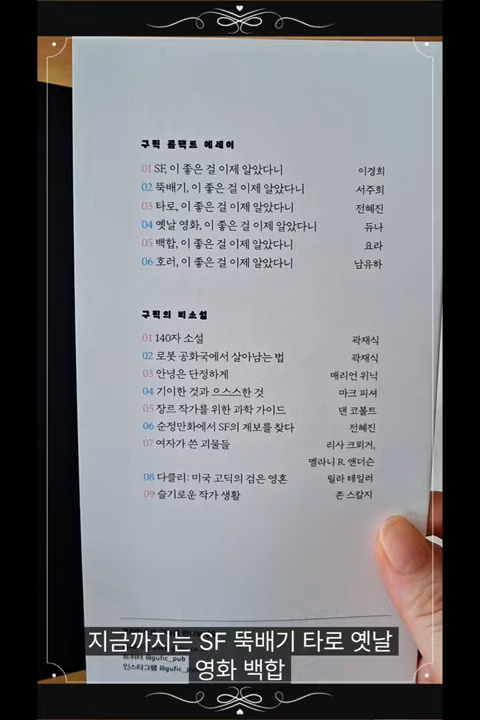 구픽 콤팩트 에세이
01 SF, 이 좋은 걸 이제 알았다니 이경희
02 뚝배기, 이 좋은 걸 이제 알았다니 서주희
03 타로, 이 좋은 걸 이제 알았다니 전혜진
04 옛날 영화, 이 좋은 걸 이제 알았다니 듀나
05 백합, 이 좋은 걸 이제 알았다니 요라
06 호러, 이 좋은 걸 이제 알았다니 남유하
구픽의 비소설
01 140자 소설 곽재식
02 로봇 공화국에서 살아남는 법 곽재식
03 안녕은 단정하게 매리언 위닉
04 기이한 것과 으스스한 것 마크 피셔
05 장르 작가를 위한 과학 가이드 댄 코볼트
06 순정만화에서 SF의 계보를 찾다 전혜진
07 여자가 쓴 괴물들 리사 크뢰거,
멜라니 R. 앤더슨
08 다클리: 미국 고딕의 검은 영혼 릴라 테일러
09 슬기로운 작가 생활 존 스칼지
지금까지는 SF 뚝배기 타로 옛날
영화 백합
트위터 @gufic_pub
인스타그램 @gufic_